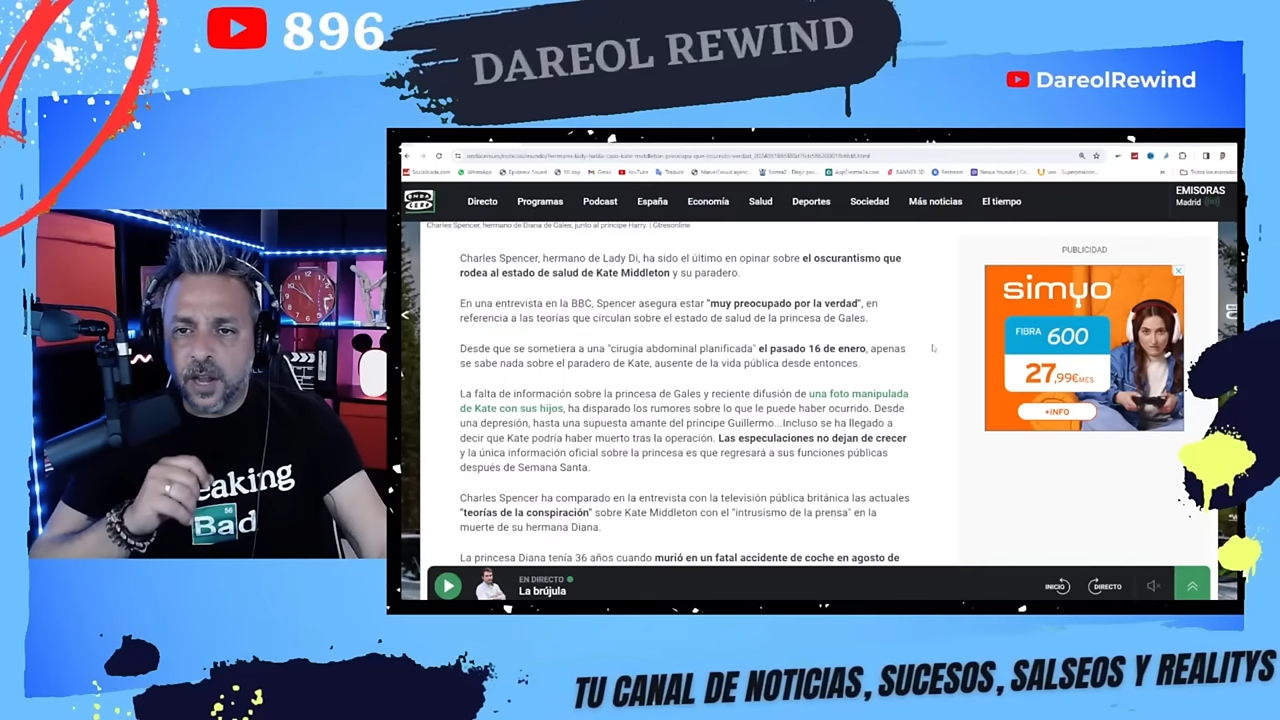 896
DAREOL REWIND
DareolRewind
WhatsApp
Epidemic Sound
Mi app
Gmail
YouTube
BANNER 3D
ONDA CERO
Directo
Programas
Podcast
España
Economía
Salud
Deportes
Sociedad
Más noticias
El tiempo
EMISORAS
Madrid
Charles Spencer, hermano de Diana de Gales, junto al príncipe Harry. | Gtresonline
Charles Spencer, hermano de Lady Di, ha sido el último en opinar sobre el oscurantismo que
rodea al estado de salud de Kate Middleton y su paradero.
En una entrevista en la BBC, Spencer asegura estar "muy preocupado por la verdad", en
referencia a las teorías que circulan sobre el estado de salud de la princesa de Gales.
Desde que se sometiera a una "cirugía abdominal planificada" el pasado 16 de enero, apenas
se sabe nada sobre el paradero de Kate, ausente de la vida pública desde entonces.
La falta de información sobre la princesa de Gales y reciente difusión de una foto manipulada
de Kate con sus hijos, ha disparado los rumores sobre lo que le puede haber ocurrido. Desde
una depresión, hasta una supuesta amante del príncipe Guillermo...Incluso se ha llegado a
decir que Kate podría haber muerto tras la operación. Las especulaciones no dejan de crecer
y la única información oficial sobre la princesa es que regresará a sus funciones públicas
después de Semana Santa.
Charles Spencer ha comparado en la entrevista con la televisión pública británica las actuales
"teorías de la conspiración" sobre Kate Middleton con el "intrusismo de la prensa" en la
muerte de su hermana Diana.
La princesa Diana tenía 36 años cuando murió en un fatal accidente de coche en agosto de
PUBLICIDAD
simyo
FIBRA 600
27,99€MES
+INFO
eaking
56
Bad
EN DIRECTO
La brújula
INICIO
DIRECTO
TU CANAL DE NOTICIAS, SUCESOS, SALSEOS Y REALITYS